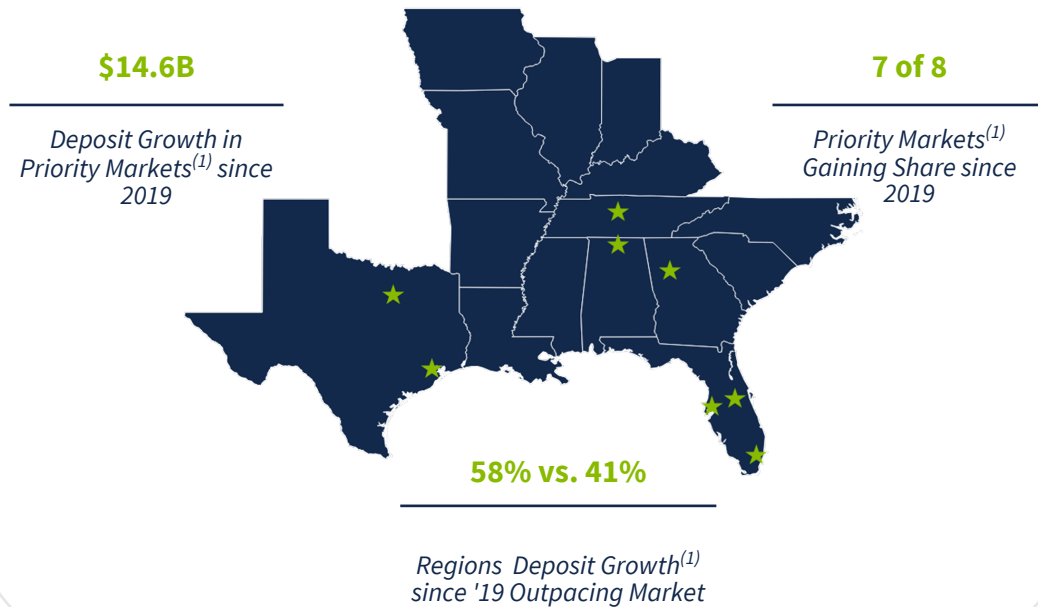 $14.6B
Deposit Growth in
Priority Markets(1) since
2019
7 of 8
Priority Markets(1)
Gaining Share since
2019
58% vs. 41%
Regions Deposit Growth(1)
since '19 Outpacing Market